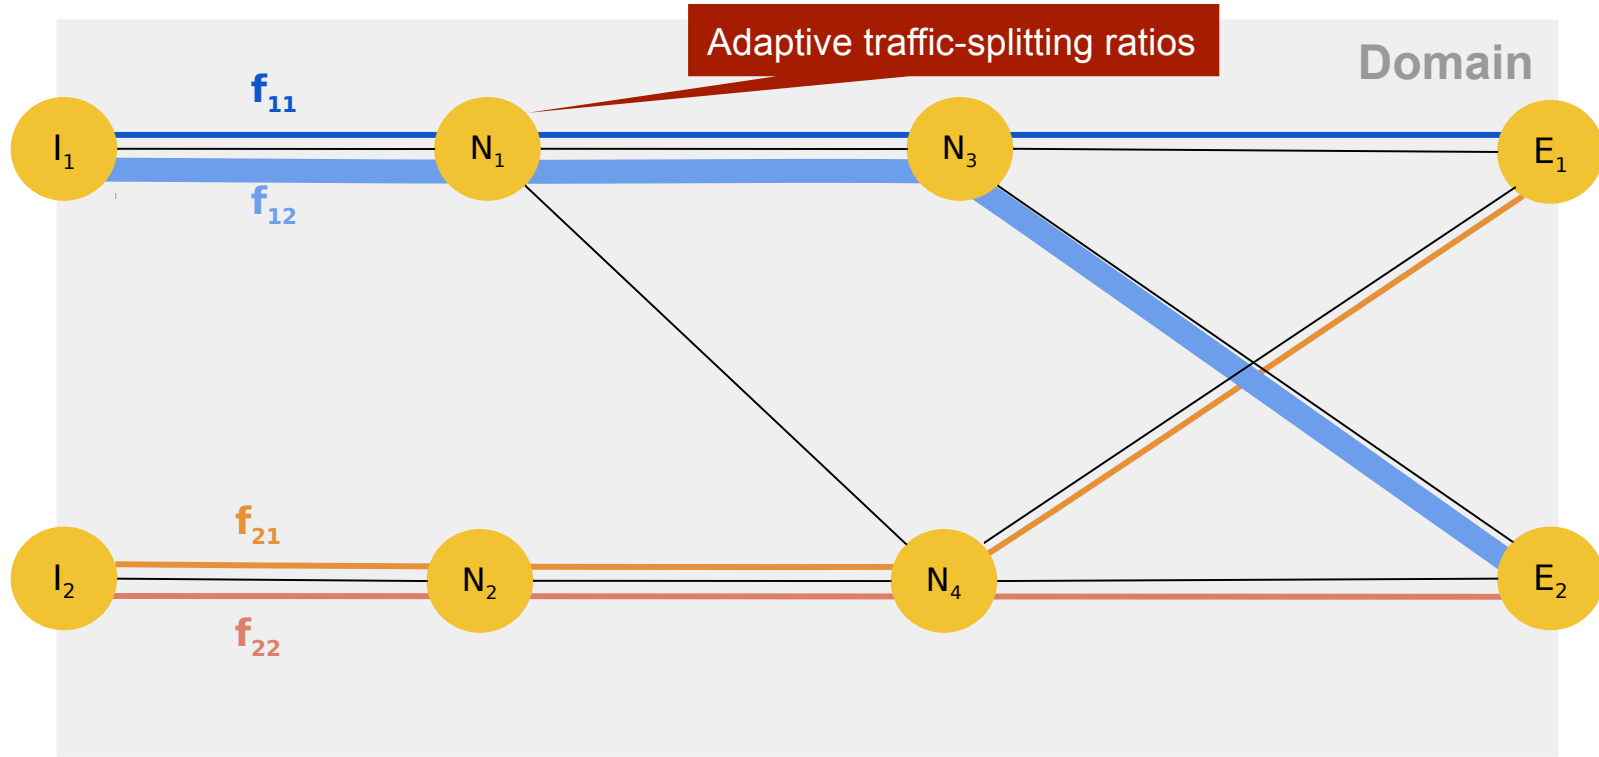 Adaptive traffic-splitting ratios
Domain
f11
I1
N1
N3
E1
f12
f21
I2
N2
N4
E2
f22